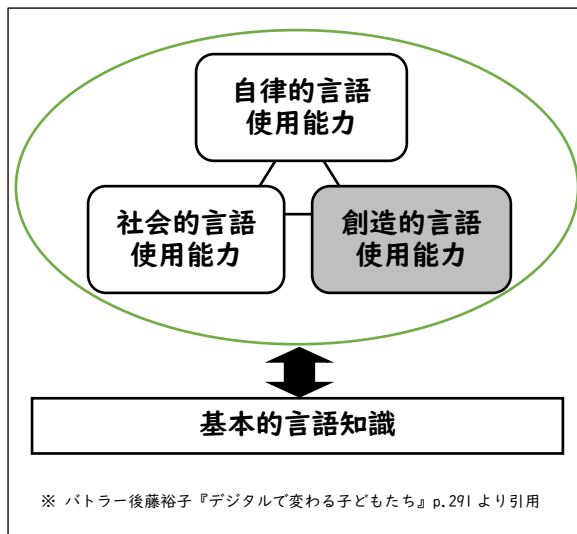 自律的言語
使用能力
社会的言語
使用能力
創造的言語
使用能力
基本的言語知識
※ バトラー後藤裕子『デジタルで変わる子どもたち』p.291より引用